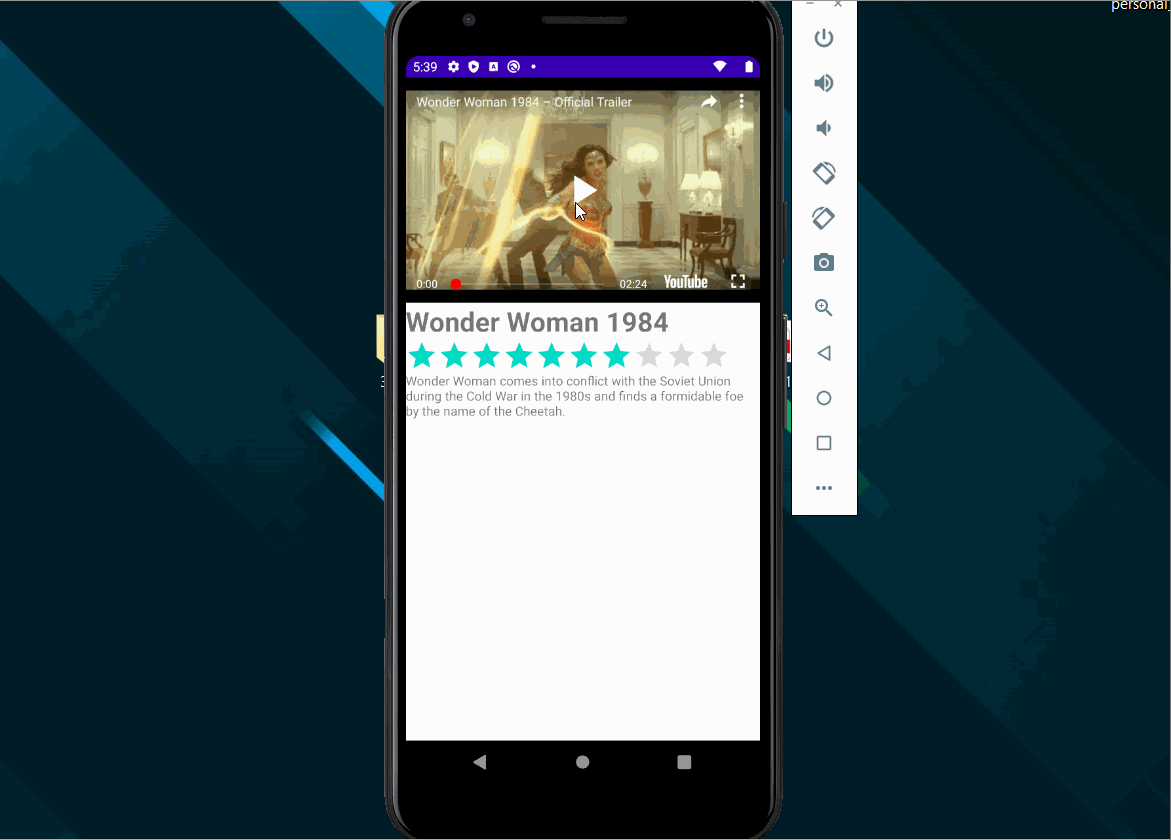 personal
5:39
Wonder Woman 1984 – Official Trailer
0:00
02:24
YouTube
Wonder Woman 1984
Wonder Woman comes into conflict with the Soviet Union
during the Cold War in the 1980s and finds a formidable foe
by the name of the Cheetah.